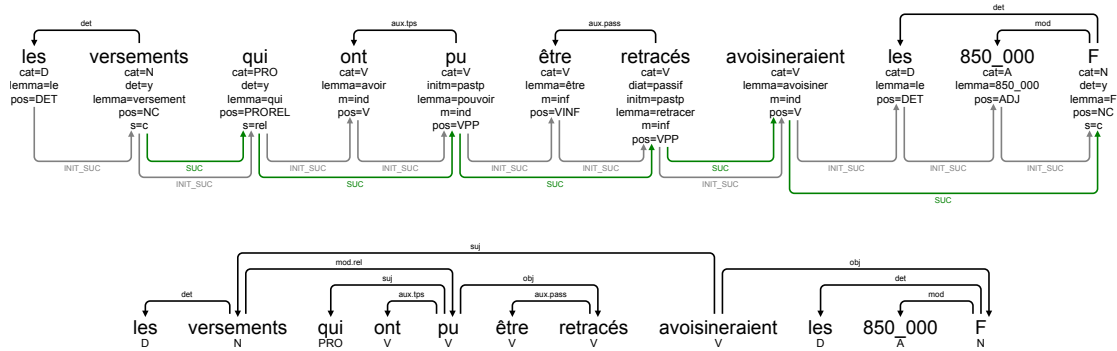 det aux.tps aux.pass det
mod
les versements qui ont pu être retracés avoisineraient les 850_000 F
cat=D cat=N cat=PRO cat=V cat=V cat=V cat=V cat=V cat=D cat=A cat=N
lemma=le det=y det=y lemma=avoir initm=pastp lemma=être diat=passif lemma=avoisiner lemma=le lemma=850_000 det=y
pos=DET lemma=versement lemma=qui m=ind lemma=pouvoir m=inf initm=pastp m=ind pos=DET pos=ADJ lemma=F
pos=NC pos=PROREL pos=V m=ind pos=VINF lemma=retracer pos=V pos=NC
s=c s=rel pos=VPP m=inf s=c
pos=VPP
INIT_SUC SUC INIT_SUC INIT_SUC INIT_SUC INIT_SUC SUC INIT_SUC INIT_SUC INIT_SUC
INIT_SUC SUC SUC INIT_SUC
SUC
suj
mod.rel obj
suj obj det
det aux.tps aux.pass mod
les versements qui ont pu être retracés avoisineraient les 850_000 F
D N PRO V V V V V D A N